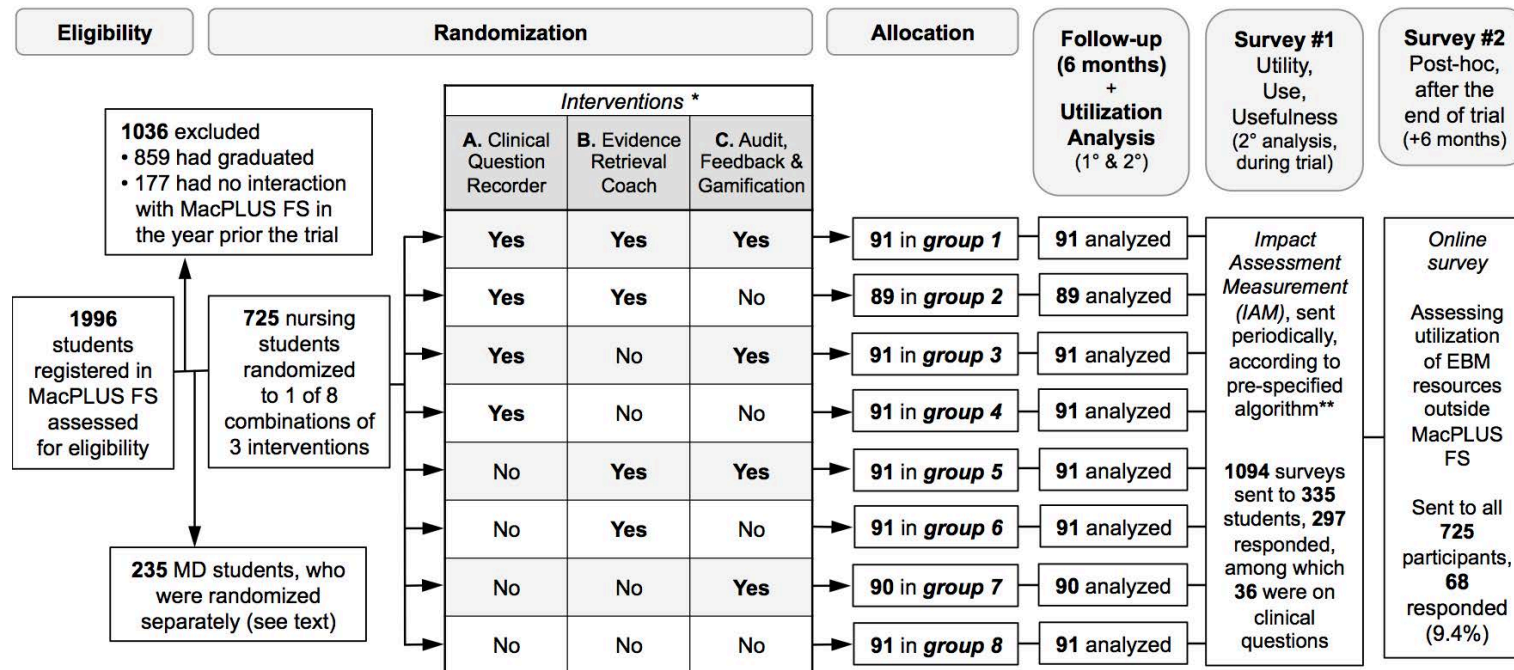 Eligibility
Randomization
Allocation
Follow-up
(6 months)
+
Utilization
Analysis
(1° & 2°)
Survey #1
Utility,
Use,
Usefulness
(2° analysis,
during trial)
Survey #2
Post-hoc,
after the
end of trial
(+6 months)
1036 excluded
• 859 had graduated
• 177 had no interaction
with MacPLUS FS in
the year prior the trial
1996
students
registered in
MacPLUS FS
assessed
for eligibility
235 MD students, who
were randomized
separately (see text)
725 nursing
students
randomized
to 1 of 8
combinations of
3 interventions
Interventions *
A. Clinical
Question
Recorder
B. Evidence
Retrieval
Coach
C. Audit,
Feedback &
Gamification
Yes Yes Yes
91 in group 1
91 analyzed
Yes Yes No
89 in group 2
89 analyzed
Yes No Yes
91 in group 3
91 analyzed
Yes No No
91 in group 4
91 analyzed
No Yes Yes
91 in group 5
91 analyzed
No Yes No
91 in group 6
91 analyzed
No No Yes
90 in group 7
90 analyzed
No No No
91 in group 8
91 analyzed
Impact
Assessment
Measurement
(IAM), sent
periodically,
according to
pre-specified
algorithm**
1094 surveys
sent to 335
students, 297
responded,
among which
36 were on
clinical
questions
Online
survey
Assessing
utilization
of EBM
resources
outside
MacPLUS
FS
Sent to all
725
participants,
68
responded
(9.4%)